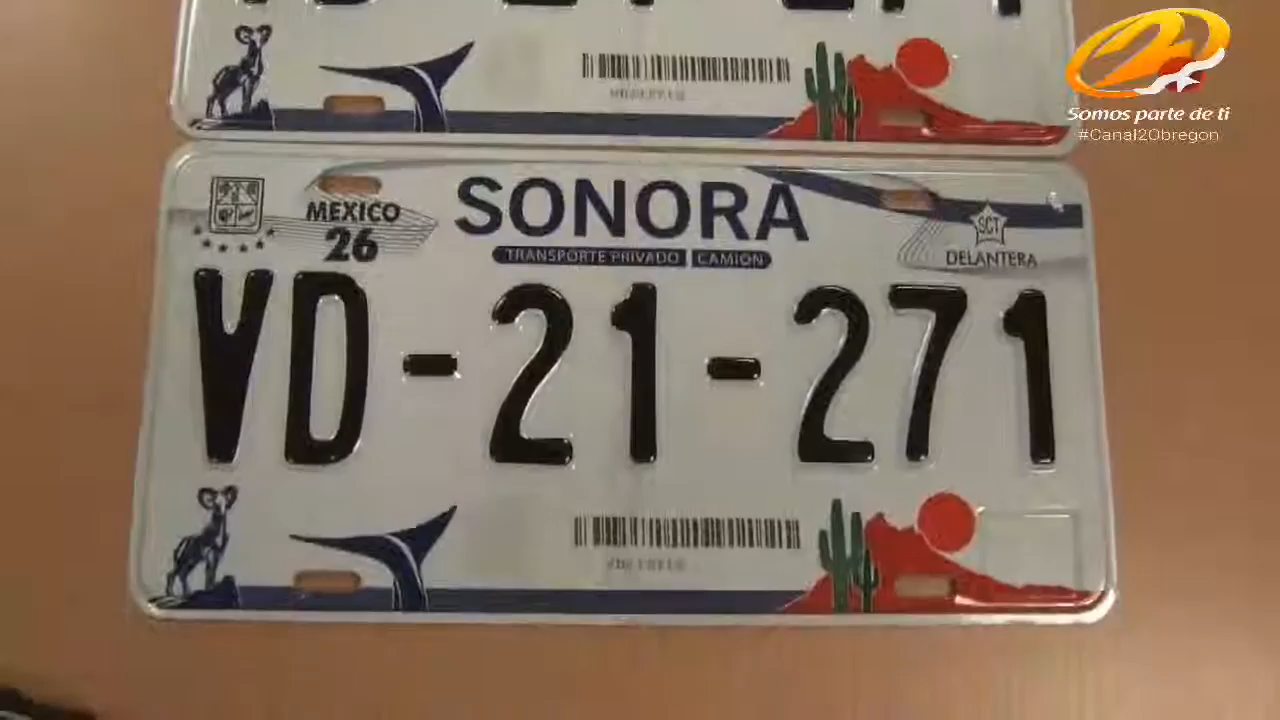 Somos parte de ti
#Canal2Obregon
MEXICO
26
SONORA
TRANSPORTE PRIVADO CAMION
SCT
DELANTERA
VD-21-271